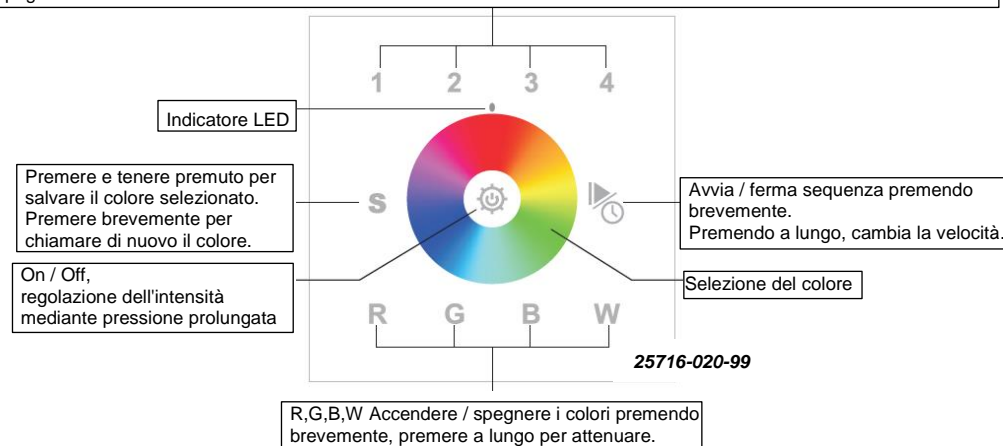 1 2 3 4
Indicatore LED
Premere e tenere premuto per
salvare il colore selezionato.
Premere brevemente per
chiamare di nuovo il colore.
S
Avvia / ferma sequenza premendo
brevemente.
Premendo a lungo, cambia la velocità.
On / Off,
regolazione dell'intensità
mediante pressione prolungata
Selezione del colore
R G B W
25716-020-99
R,G,B,W Accendere / spegnere i colori premendo
brevemente, premere a lungo per attenuare.